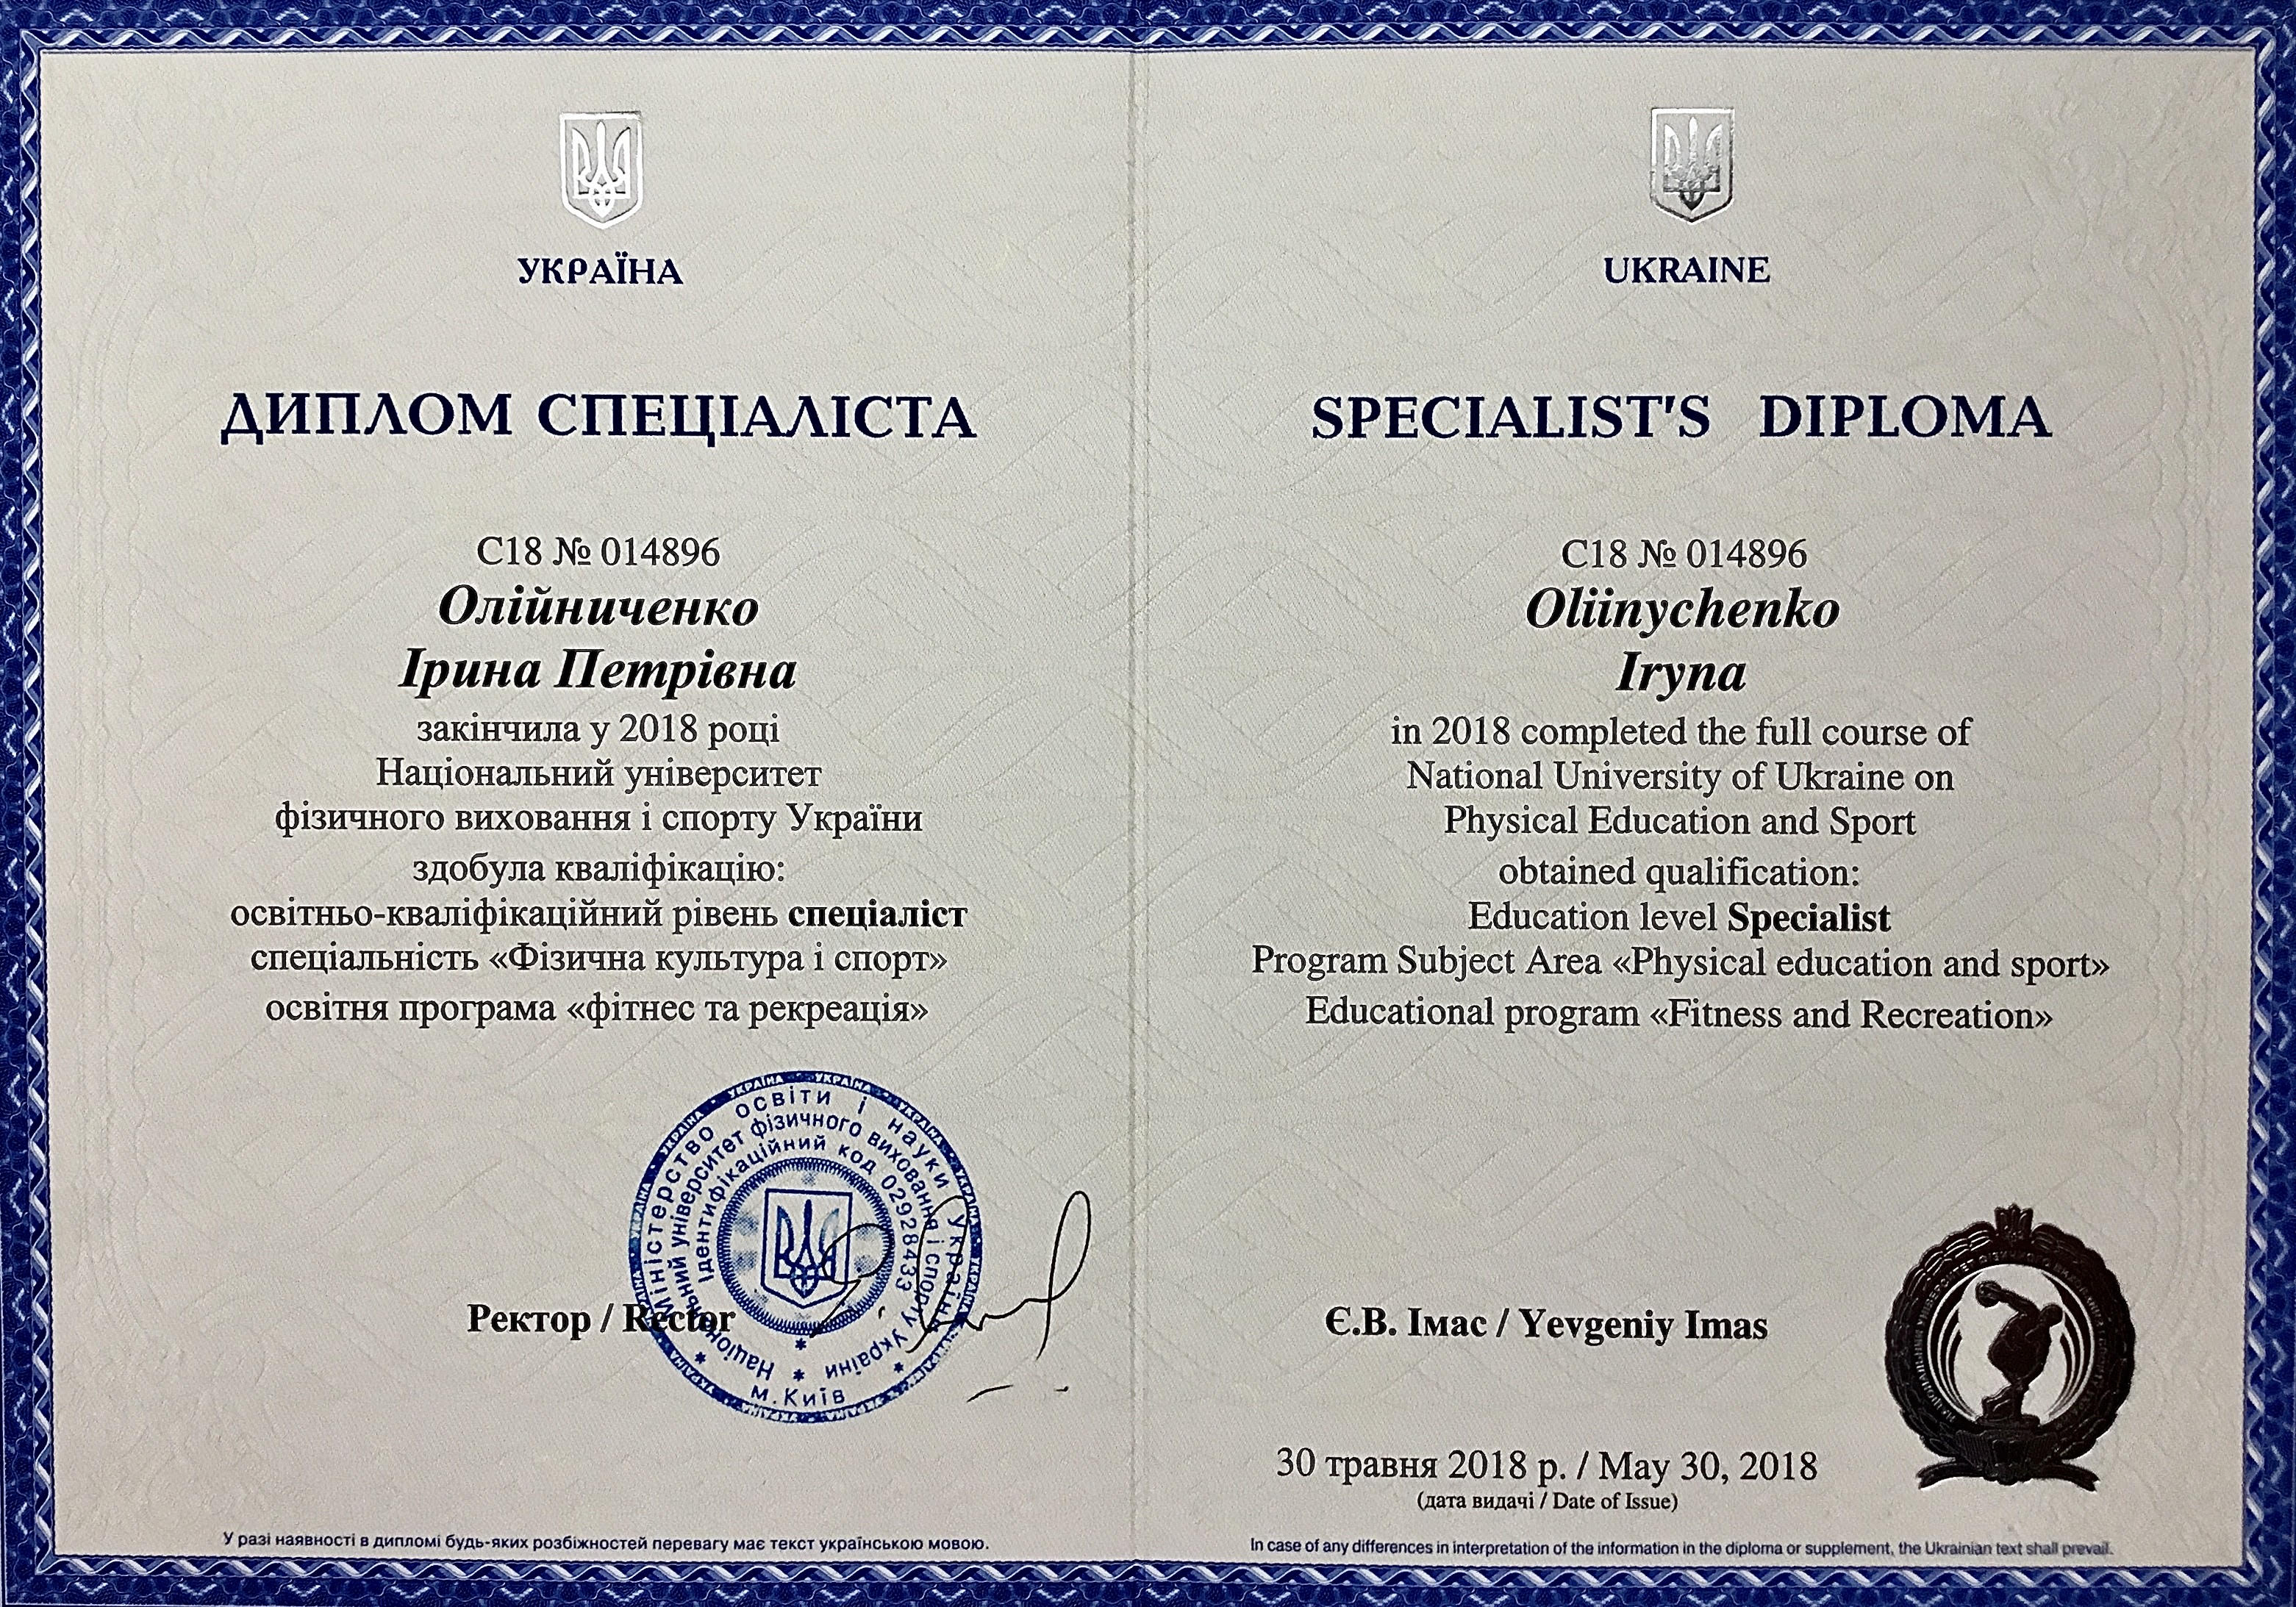 УКРАЇНА
ДИПЛОМ СПЕЦІАЛІСТА
С18 № 014896
Олійниченко
Ірина Петрівна
закінчила у 2018 році
Національний університет
фізичного виховання і спорту України
здобула кваліфікацію:
освітньо-кваліфікаційний рівень спеціаліст
спеціальність «Фізична культура і спорт»
освітня програма «фітнес та рекреація»
Міністерство освіти і науки України
Національний університет фізичного виховання і спорту України
Ідентифікаційний код 02928433
м.Київ
Ректор / Rector
У разі наявності в дипломі будь-яких розбіжностей перевагу має текст українською мовою.
UKRAINE
SPECIALIST'S DIPLOMA
C18 № 014896
Oliinychenko
Iryna
in 2018 completed the full course of
National University of Ukraine on
Physical Education and Sport
obtained qualification:
Education level Specialist
Program Subject Area «Physical education and sport»
Educational program «Fitness and Recreation»
Є.В. Імас / Yevgeniy Imas
30 травня 2018 р. / May 30, 2018
(дата видачі / Date of Issue)
In case of any differences in interpretation of the information in the diploma or supplement, the Ukrainian text shall prevail.